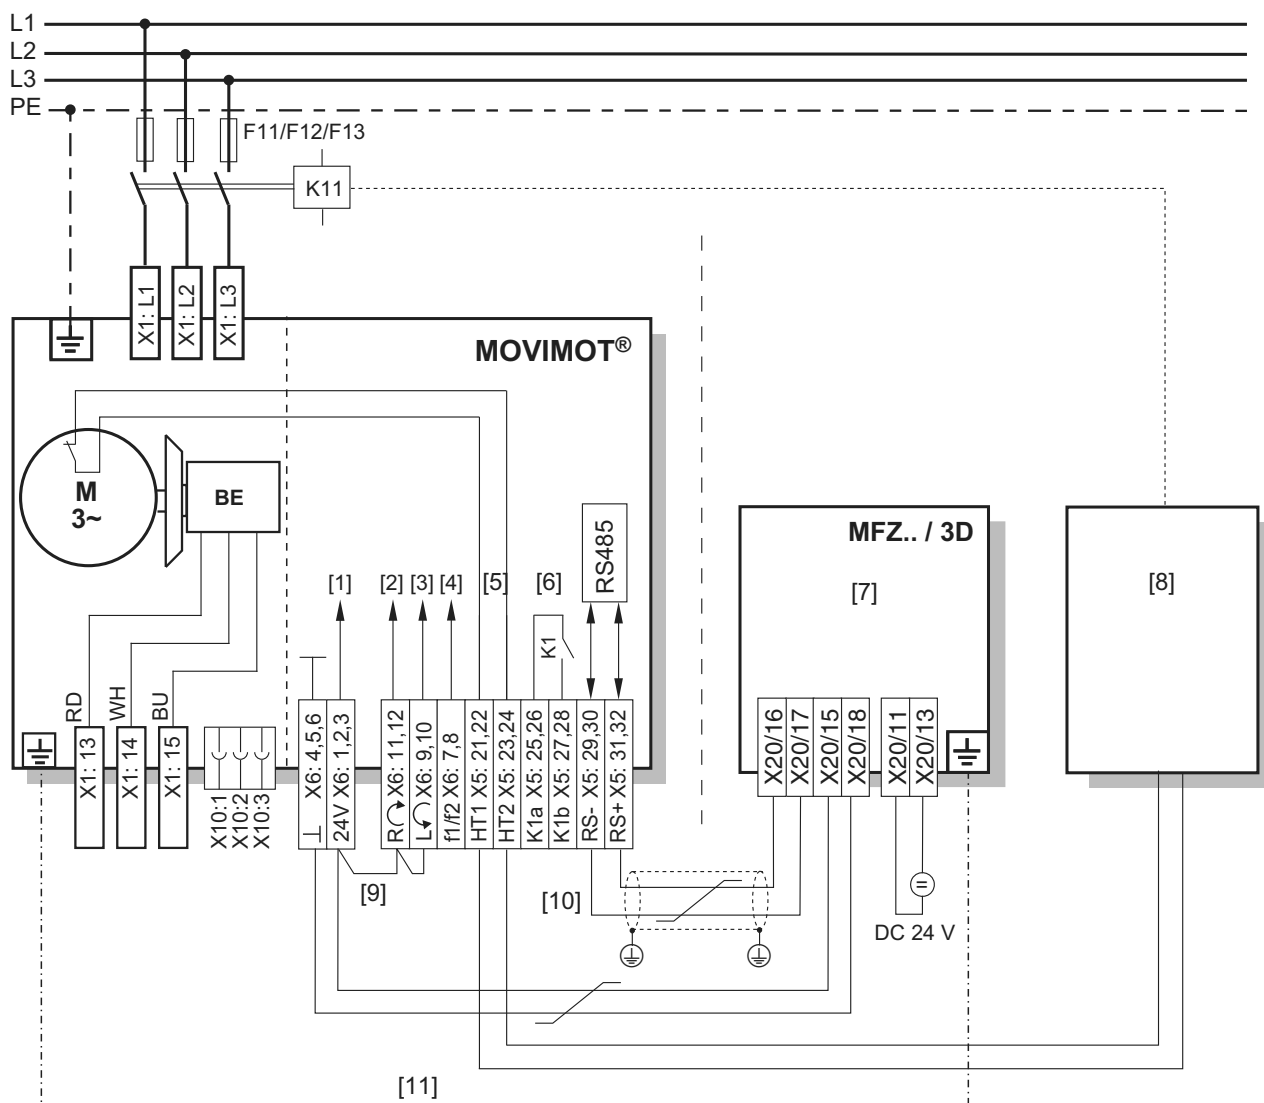 L1
L2
L3
PE
F11/F12/F13
K11
X1: L1
X1: L2
X1: L3
MOVIMOT®
M
3~
BE
RS485
MFZ.. / 3D
[1]
[2]
[3]
[4]
[5]
[6]
[7]
[8]
K1
RD
WH
BU
X1: 13
X1: 14
X1: 15
X10:1
X10:2
X10:3
⊥ X6: 4,5,6
24V X6: 1,2,3
R X6: 11,12
L X6: 9,10
f1/f2 X6: 7,8
HT1 X5: 21,22
HT2 X5: 23,24
K1a X5: 25,26
K1b X5: 27,28
RS- X5: 29,30
RS+ X5: 31,32
X20/16
X20/17
X20/15
X20/18
X20/11
X20/13
[9]
[10]
=
DC 24 V
[11]